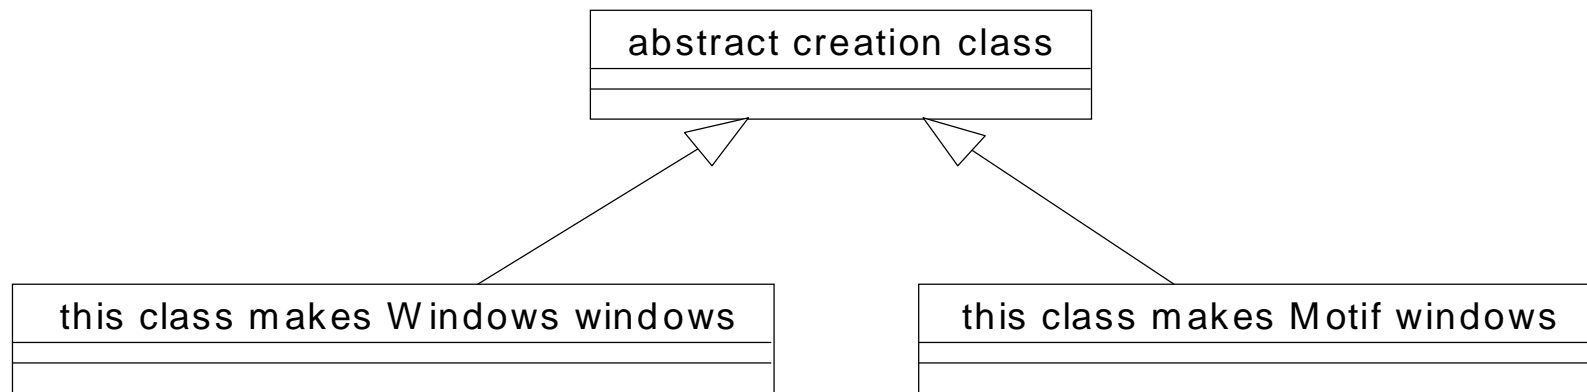 abstract creation class
this class makes Windows windows
this class makes Motif windows